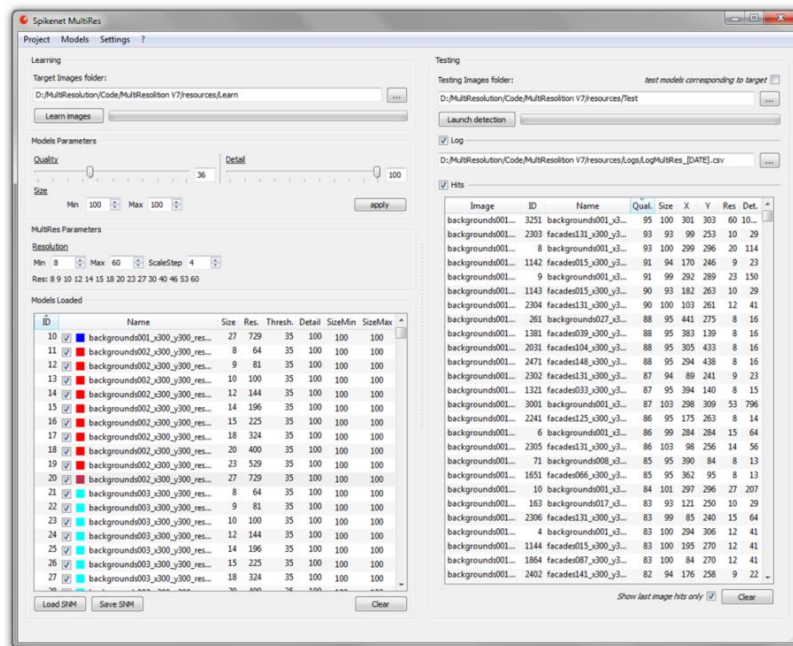 Spikenet MultiRes
Project Models Settings ?
Learning
Target Images folder:
D:/MultiResolution/Code/MultiResolition V7/resources/Learn
...
Learn images
Models Parameters
Quality 36 Detail 100
Size
Min 100 Max 100 apply
MultiRes Parameters
Resolution
Min 8 Max 60 ScaleStep 4
Res: 8 9 10 12 14 15 18 20 23 27 30 40 46 53 60
Models Loaded
ID Name Size Res. Thresh. Detail SizeMin SizeMax
10 backgrounds001_x300_y300_res... 27 729 35 100 100 100
11 backgrounds002_x300_y300_res... 8 64 35 100 100 100
12 backgrounds002_x300_y300_res... 9 81 35 100 100 100
13 backgrounds002_x300_y300_res... 10 100 35 100 100 100
14 backgrounds002_x300_y300_res... 12 144 35 100 100 100
15 backgrounds002_x300_y300_res... 14 196 35 100 100 100
16 backgrounds002_x300_y300_res... 15 225 35 100 100 100
17 backgrounds002_x300_y300_res... 18 324 35 100 100 100
18 backgrounds002_x300_y300_res... 20 400 35 100 100 100
19 backgrounds002_x300_y300_res... 23 529 35 100 100 100
20 backgrounds002_x300_y300_res... 27 729 35 100 100 100
21 backgrounds003_x300_y300_res... 8 64 35 100 100 100
22 backgrounds003_x300_y300_res... 9 81 35 100 100 100
23 backgrounds003_x300_y300_res... 10 100 35 100 100 100
24 backgrounds003_x300_y300_res... 12 144 35 100 100 100
25 backgrounds003_x300_y300_res... 14 196 35 100 100 100
26 backgrounds003_x300_y300_res... 15 225 35 100 100 100
27 backgrounds003_x300_y300_res... 18 324 35 100 100 100
Load SNM Save SNM Clear
Testing
Testing Images folder: test models corresponding to target
D:/MultiResolution/Code/MultiResolition V7/resources/Test
...
Launch detection
Log
D:/MultiResolution/Code/MultiResolition V7/resources/Logs/LogMultiRes_[DATE].csv
...
Hits
Image ID Name Qual. Size X Y Res Det.
backgrounds001... 3251 backgrounds001_x3... 95 100 301 303 60 10...
backgrounds001... 2303 facades131_x300_y3... 93 93 99 253 10 29
backgrounds001... 8 backgrounds001_x3... 93 100 299 296 20 114
backgrounds001... 1142 facades015_x300_y3... 91 94 170 246 9 23
backgrounds001... 9 backgrounds001_x3... 91 99 292 289 23 150
backgrounds001... 1143 facades015_x300_y3... 90 93 182 263 10 29
backgrounds001... 2304 facades131_x300_y3... 90 100 103 261 12 41
backgrounds001... 261 backgrounds027_x3... 88 95 441 275 8 16
backgrounds001... 1381 facades039_x300_y3... 88 95 383 139 8 16
backgrounds001... 2031 facades104_x300_y3... 88 95 305 433 8 16
backgrounds001... 2471 facades148_x300_y3... 88 95 294 438 8 16
backgrounds001... 2302 facades131_x300_y3... 87 94 89 241 9 23
backgrounds001... 1321 facades033_x300_y3... 87 95 394 140 8 15
backgrounds001... 3001 backgrounds001_x3... 87 103 298 309 53 796
backgrounds001... 2241 facades125_x300_y3... 86 95 175 263 8 14
backgrounds001... 6 backgrounds001_x3... 86 99 284 284 15 64
backgrounds001... 2305 facades131_x300_y3... 86 103 98 256 14 56
backgrounds001... 71 backgrounds008_x3... 85 95 390 84 8 13
backgrounds001... 1651 facades066_x300_y3... 85 95 362 95 8 13
backgrounds001... 10 backgrounds001_x3... 84 101 297 296 27 207
backgrounds001... 163 backgrounds017_x3... 83 93 121 250 10 29
backgrounds001... 2306 facades131_x300_y3... 83 99 85 240 15 64
backgrounds001... 4 backgrounds001_x3... 83 100 294 306 12 41
backgrounds001... 1144 facades015_x300_y3... 83 100 195 270 12 41
backgrounds001... 1864 facades087_x300_y3... 83 100 84 270 12 41
backgrounds001... 2402 facades141_x300_y3... 82 94 176 258 9 22
Show last image hits only Clear